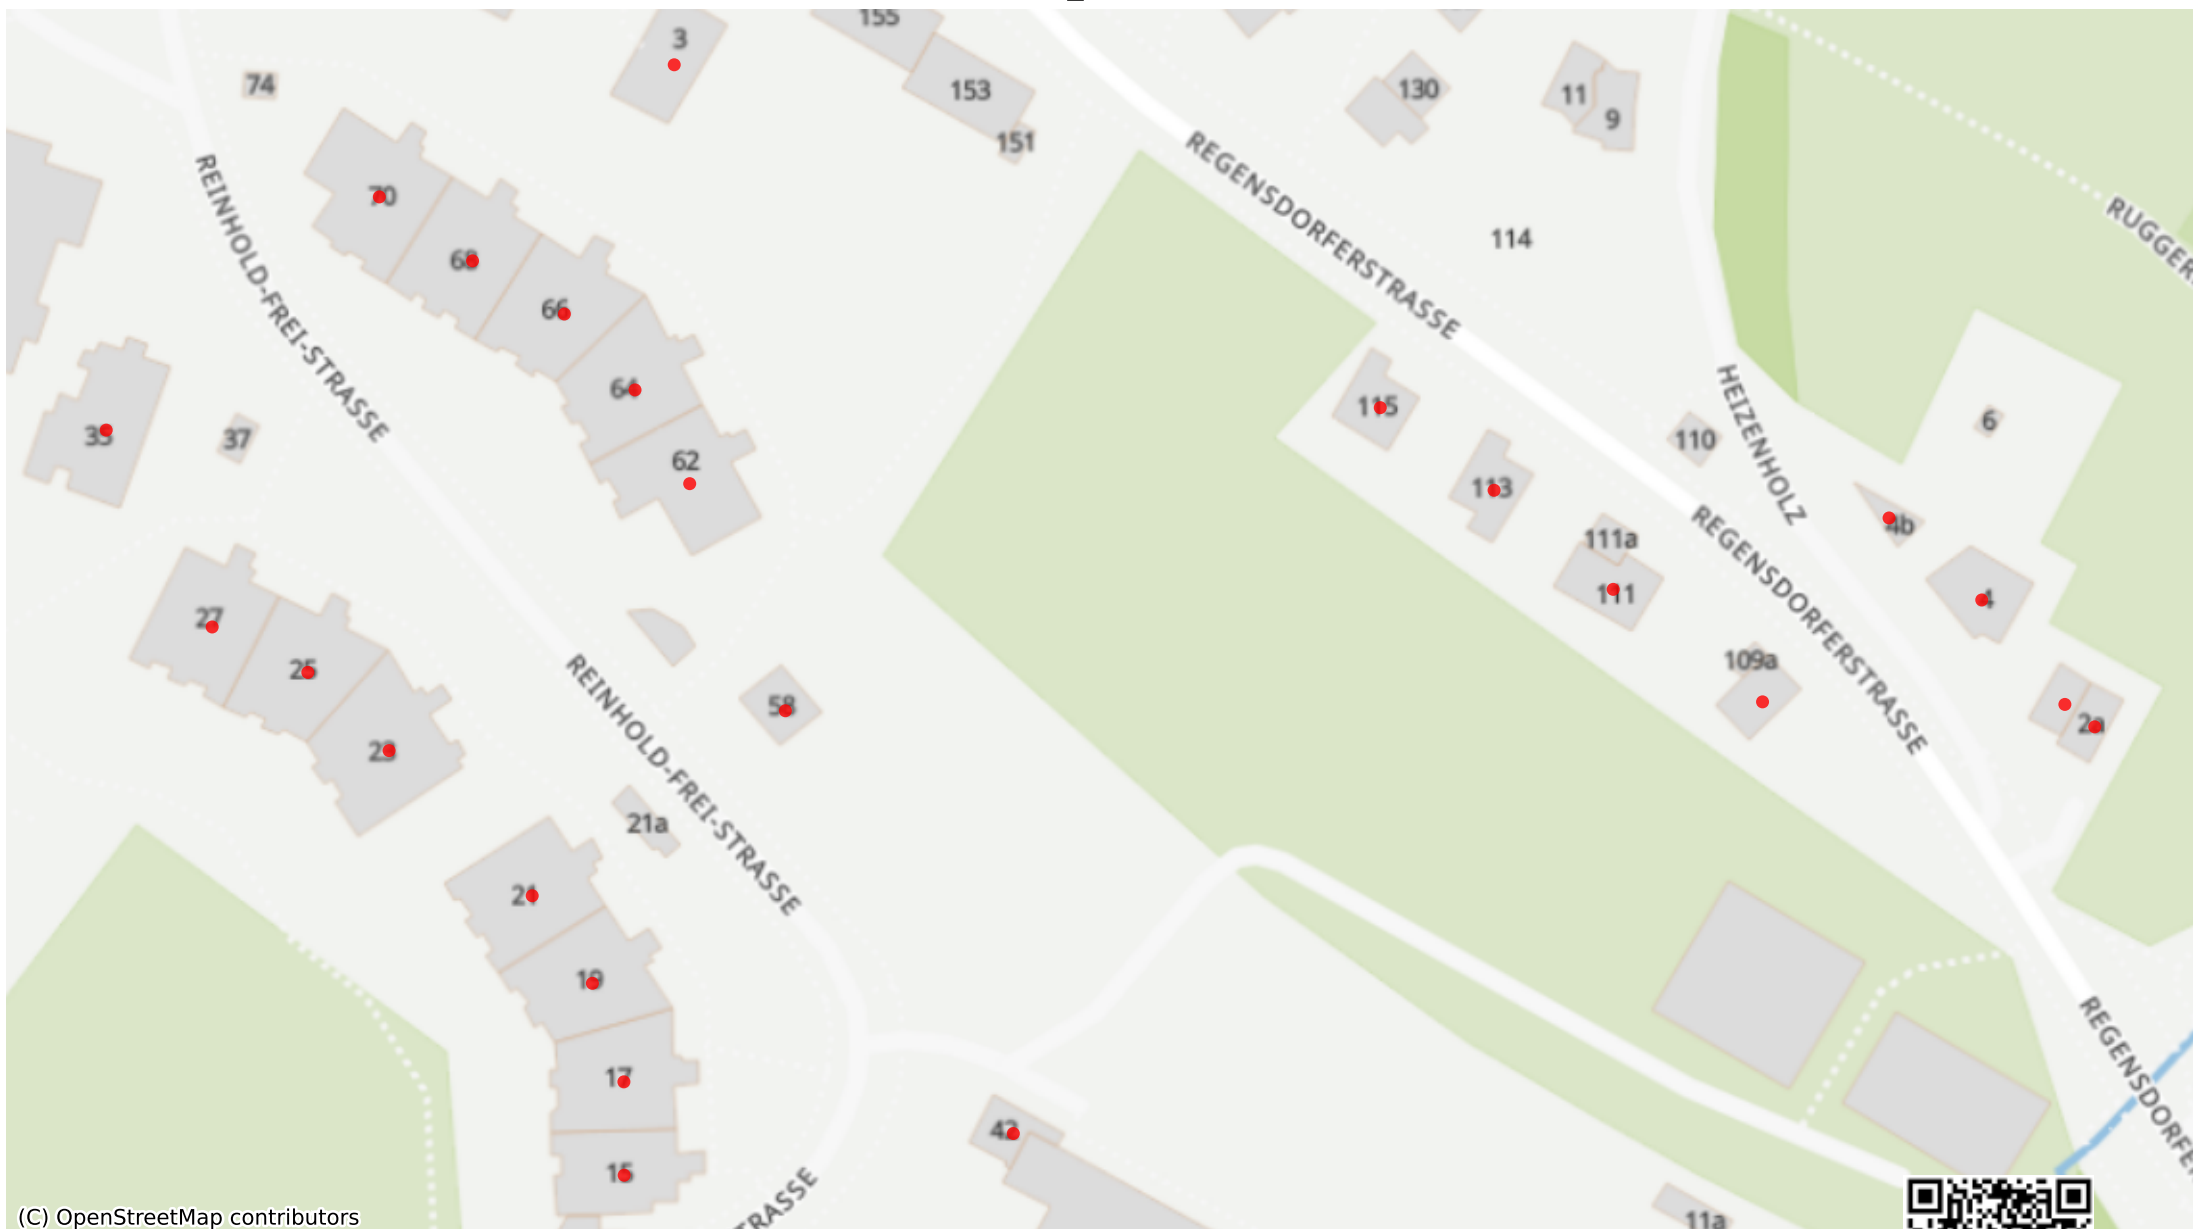 155
3
74
153
130
11
9
151
REGENSDORFERSTRASSE
70
RUGGER
REINHOLD-FREI-STRASSE
114
68
66
64
115
6
37
110
HEIZENHOLZ
62
113
REGENSDORFERSTRASSE
4b
111a
111
4
27
25
109a
REINHOLD-FREI-STRASSE
58
2a
23
21a
21
19
REGENSDORFE
17
42
15
STRASSE
11a
(C) OpenStreetMap contributors